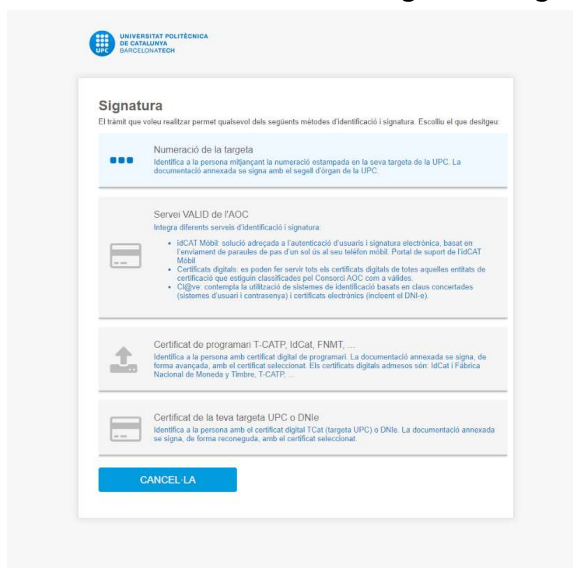 UNIVERSITAT POLITÈCNICA
DE CATALUNYA
BARCELONATECH
UPC
Signatura
El tràmit que voleu realitzar permet qualsevol dels següents mètodes d'identificació i signatura. Escolliu el que desitgeu:
Numeració de la targeta
Identifica a la persona mitjançant la numeració estampada en la seva targeta de la UPC. La
documentació annexada se signa amb el segell d'òrgan de la UPC.
Servei VALID de l'AOC
Integra diferents serveis d'identificació i signatura:
• idCAT Mòbil: solució adreçada a l'autenticació d'usuaris i signatura electrònica, basat en
l'enviament de paraules de pas d'un sol ús al seu telèfon mòbil. Portal de suport de l'idCAT
Mòbil
• Certificats digitals: es poden fer servir tots els certificats digitals de totes aquelles entitats de
certificació que estiguin classificades pel Consorci AOC com a vàlides.
• Cl@ve: contempla la utilització de sistemes de identificació basats en claus concertades
(sistemes d'usuari i contrasenya) i certificats electrònics (incloent el DNI-e).
Certificat de programari T-CATP, IdCat, FNMT, ...
Identifica a la persona amb certificat digital de programari. La documentació annexada se signa, de
forma avançada, amb el certificat seleccionat. Els certificats digitals admesos són: IdCat i Fábrica
Nacional de Moneda y Timbre, T-CATP, ...
Certificat de la teva targeta UPC o DNIe
Identifica a la persona amb el certificat digital TCat (targeta UPC) o DNIe. La documentació annexada
se signa, de forma reconeguda, amb el certificat seleccionat.
CANCEL·LA